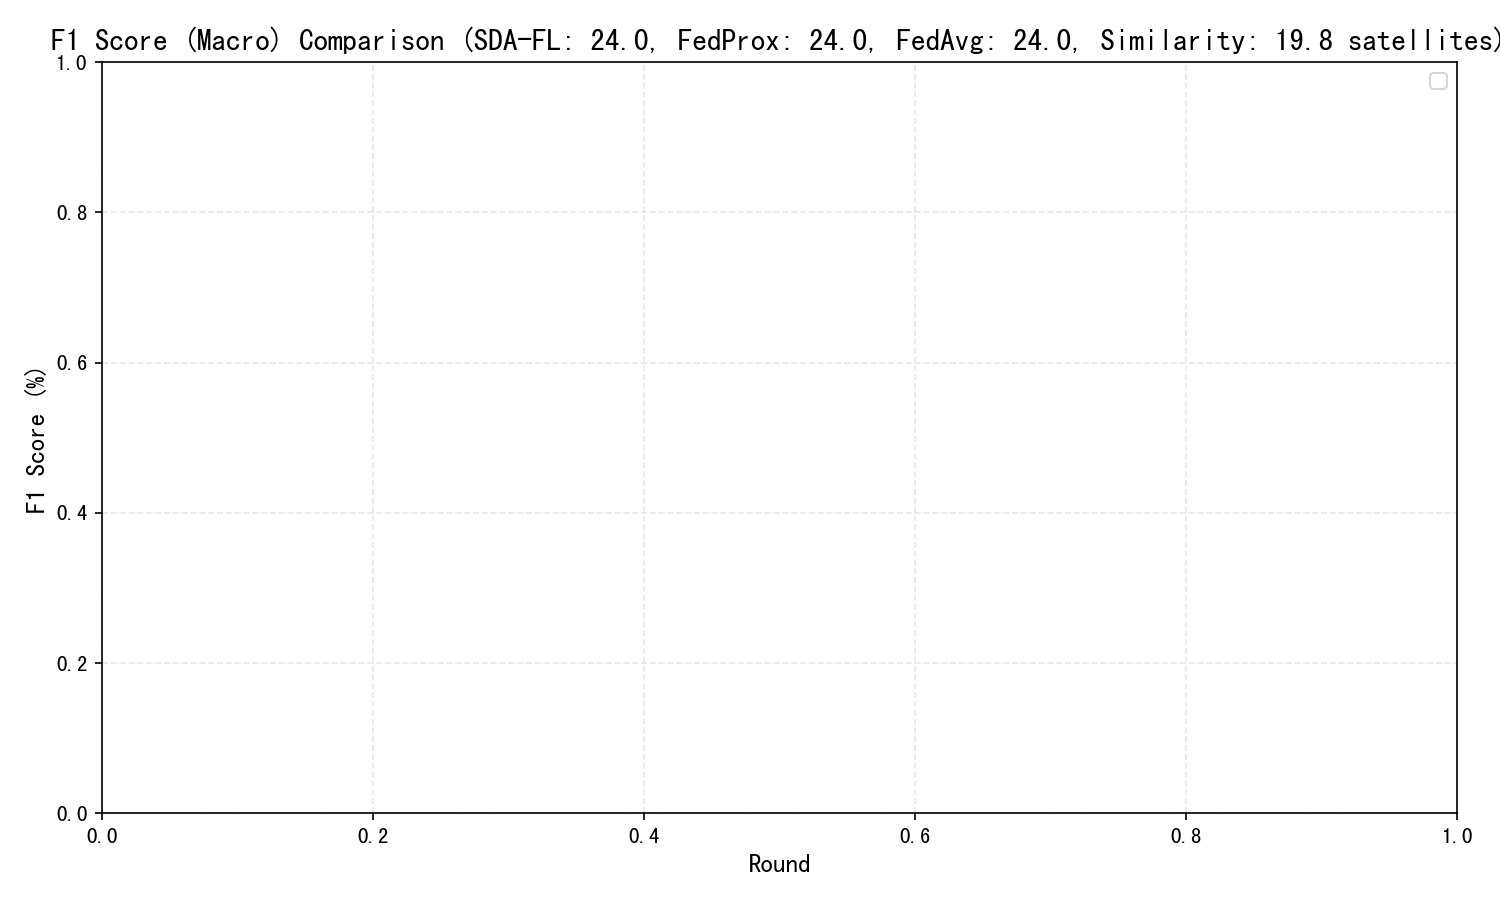 F1 Score (Macro) Comparison (SDA-FL: 24.0, FedProx: 24.0, FedAvg: 24.0, Similarity: 19.8 satellites)
1.0
0.8
0.6
0.4
0.2
0.0
F1 Score (%)
0.0 0.2 0.4 0.6 0.8 1.0
Round